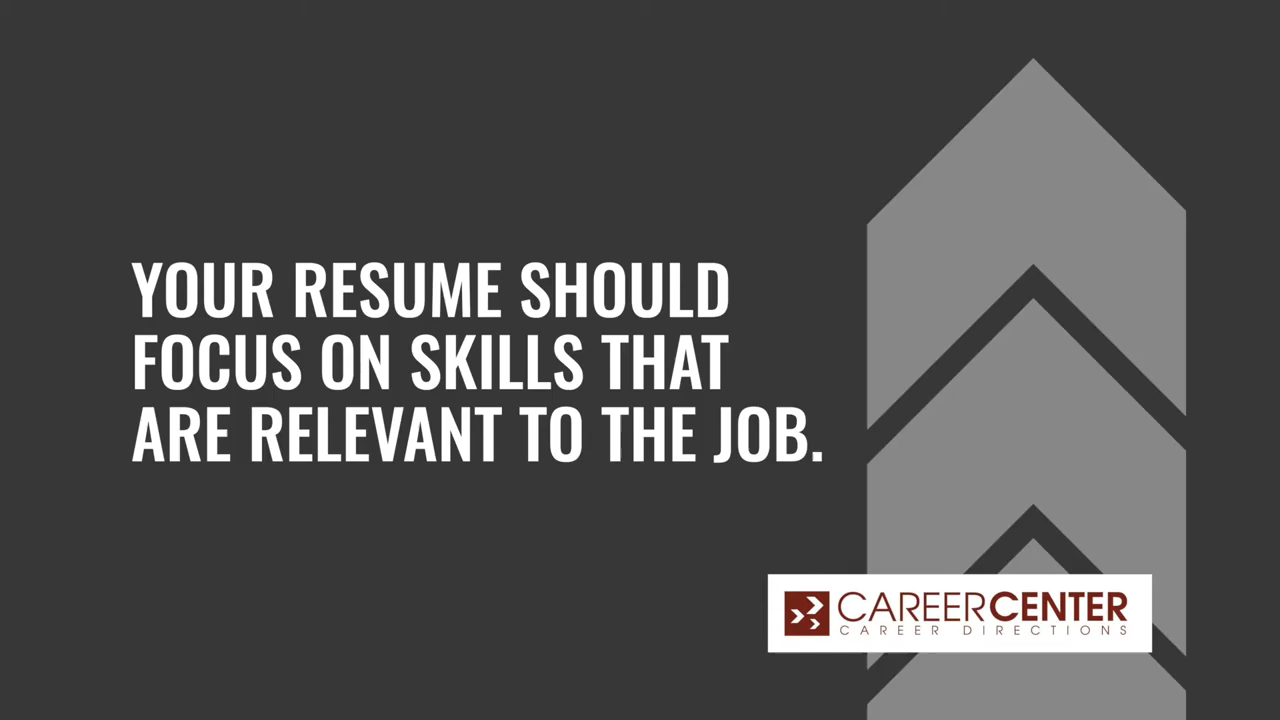 YOUR RESUME SHOULD
FOCUS ON SKILLS THAT
ARE RELEVANT TO THE JOB.
CAREERCENTER
CAREER DIRECTIONS